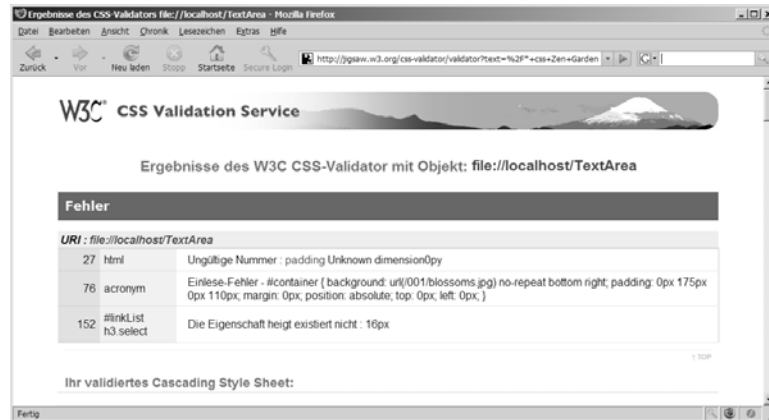 Ergebnisse des CSS-Validators file://localhost/TextArea - Mozilla Firefox
Datei Bearbeiten Ansicht Chronik Lesezeichen Extras Hilfe
Zurück Vor Neu laden Stopp Startseite Secure Login http://jigsaw.w3.org/css-validator/validator?text=%2F*+css+Zen+Garden G
W3C® CSS Validation Service
Ergebnisse des W3C CSS-Validator mit Objekt: file://localhost/TextArea
Fehler
URI : file://localhost/TextArea
27 html Ungültige Nummer : padding Unknown dimension0py
76 acronym Einlese-Fehler - #container { background: url(/001/blossoms.jpg) no-repeat bottom right; padding: 0px 175px
0px 110px; margin: 0px; position: absolute; top: 0px; left: 0px; }
152 #linkList
h3.select Die Eigenschaft heigt existiert nicht : 16px
↑ TOP
Ihr validiertes Cascading Style Sheet:
Fertig